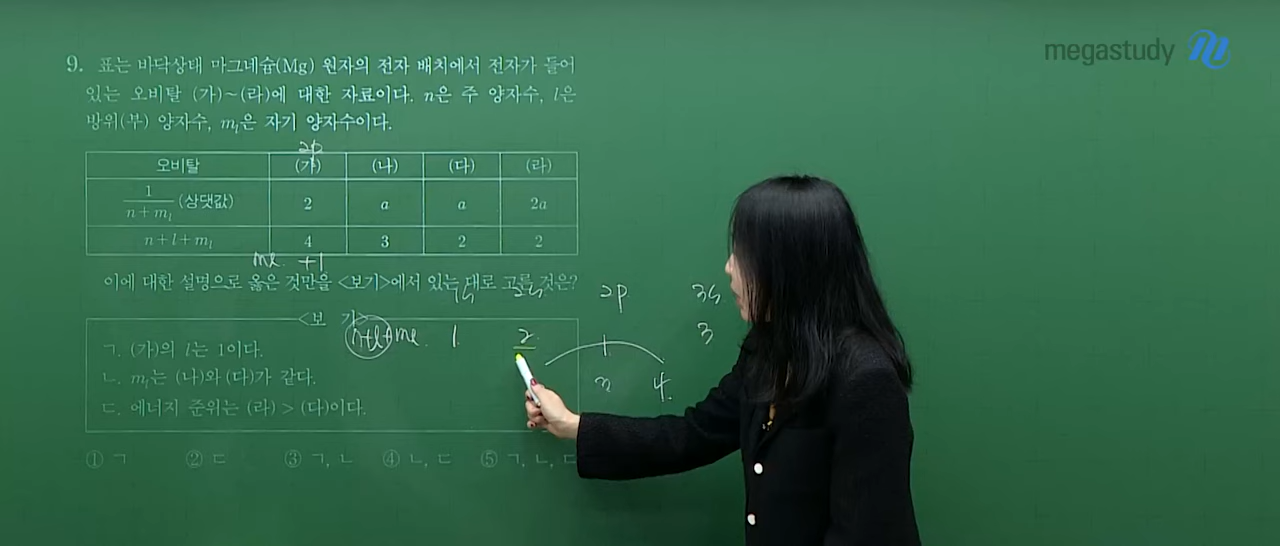 megastudy
9. 표는 바닥상태 마그네슘(Mg) 원자의 전자 배치에서 전자가 들어
있는 오비탈 (가)~(라)에 대한 자료이다. n은 주 양자수, l은
방위(부) 양자수, mₗ은 자기 양자수이다.
2p
오비탈 (가) (나) (다) (라)
1/(n+mₗ) (상댓값) 2 a a 2a
n+l+mₗ 4 3 2 2
mℓ +1
이에 대한 설명으로 옳은 것만을 <보기>에서 있는 대로 고른 것은?
1s 2s 2p 3s
<보 기>
n+l+mℓ 1 2 3
ㄱ. (가)의 l는 1이다.
ㄴ. mₗ는 (나)와 (다)가 같다.
4
ㄷ. 에너지 준위는 (라) > (다)이다.
① ㄱ ② ㄷ ③ ㄱ, ㄴ ④ ㄴ, ㄷ ⑤ ㄱ, ㄴ, ㄷ